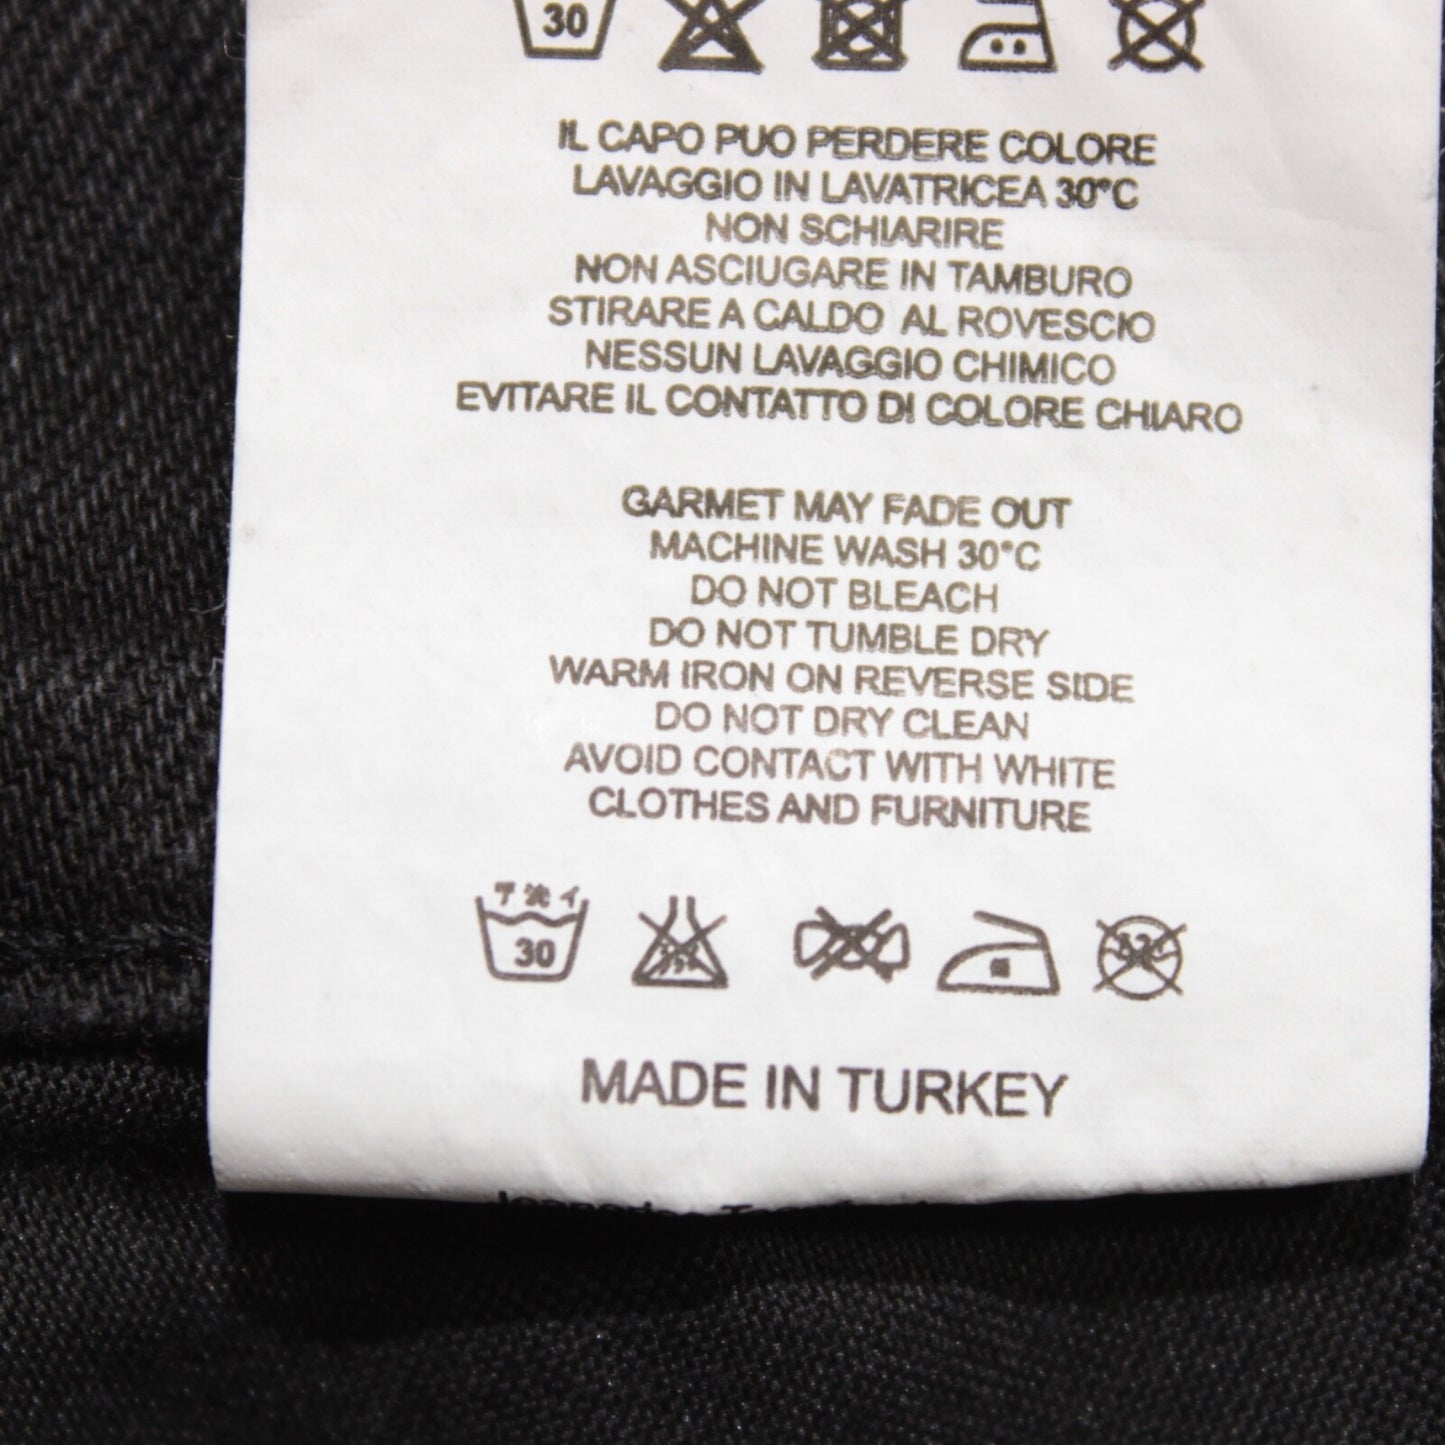 30
IL CAPO PUO PERDERE COLORE
LAVAGGIO IN LAVATRICEA 30°C
NON SCHIARIRE
NON ASCIUGARE IN TAMBURO
STIRARE A CALDO AL ROVESCIO
NESSUN LAVAGGIO CHIMICO
EVITARE IL CONTATTO DI COLORE CHIARO
GARMET MAY FADE OUT
MACHINE WASH 30°C
DO NOT BLEACH
DO NOT TUMBLE DRY
WARM IRON ON REVERSE SIDE
DO NOT DRY CLEAN
AVOID CONTACT WITH WHITE
CLOTHES AND FURNITURE
30
MADE IN TURKEY